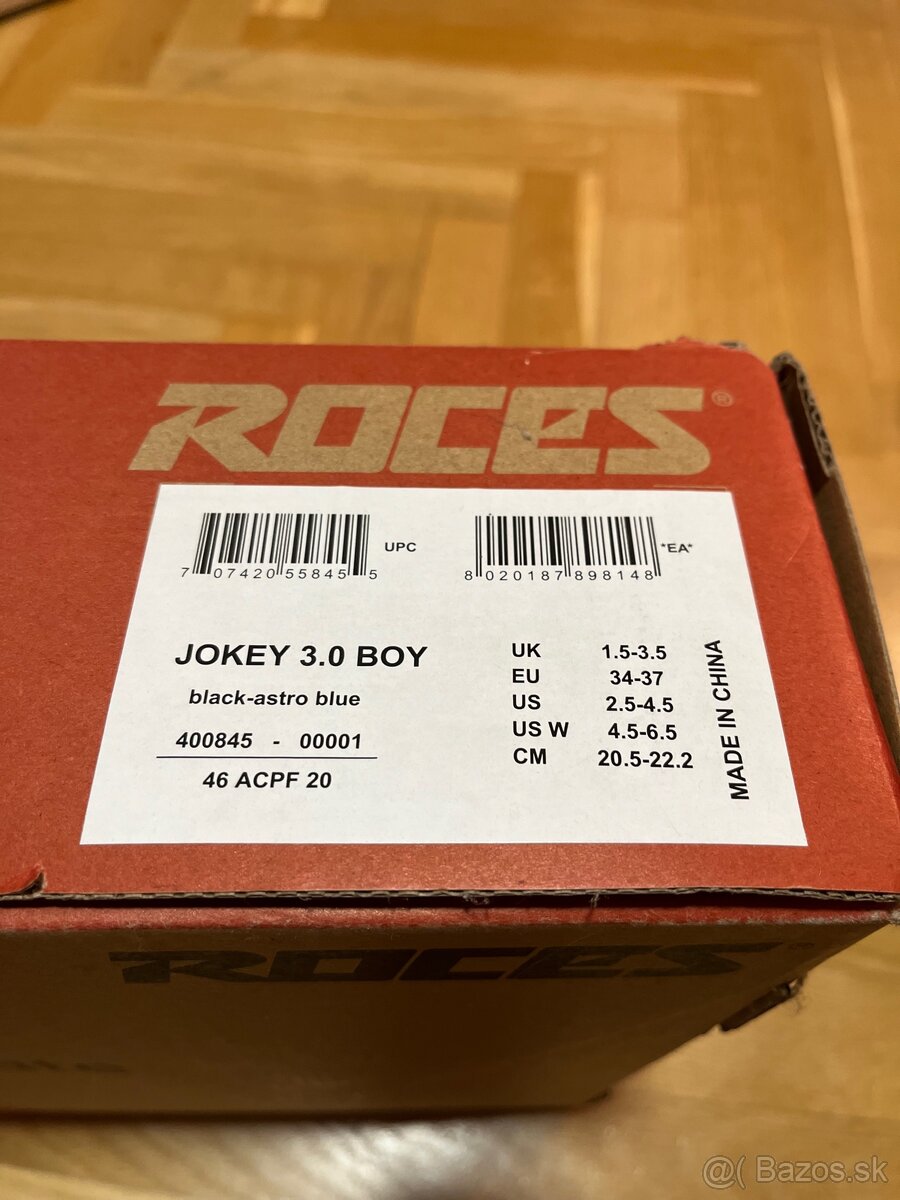 ROCES®
7 07420 55845 5
UPC
8 020187 898148
*EA*
JOKEY 3.0 BOY
black-astro blue
400845 - 00001
46 ACPF 20
UK 1.5-3.5
EU 34-37
US 2.5-4.5
US W 4.5-6.5
CM 20.5-22.2
MADE IN CHINA
ROCES®
@( Bazos.sk